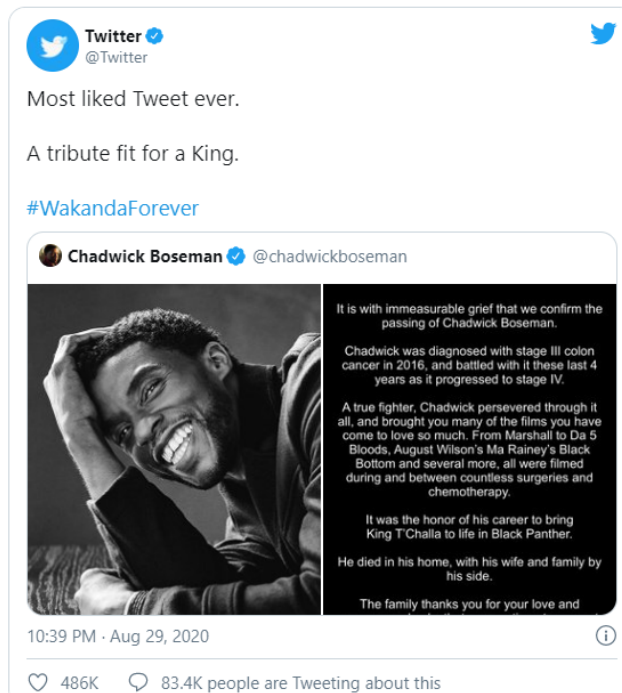 Twitter
@Twitter
Most liked Tweet ever.
A tribute fit for a King.
#WakandaForever
Chadwick Boseman @chadwickboseman
It is with immeasurable grief that we confirm the
passing of Chadwick Boseman.
Chadwick was diagnosed with stage III colon
cancer in 2016, and battled with it these last 4
years as it progressed to stage IV.
A true fighter, Chadwick persevered through it
all, and brought you many of the films you have
come to love so much. From Marshall to Da 5
Bloods, August Wilson's Ma Rainey's Black
Bottom and several more, all were filmed
during and between countless surgeries and
chemotherapy.
It was the honor of his career to bring
King T'Challa to life in Black Panther.
He died in his home, with his wife and family by
his side.
The family thanks you for your love and
10:39 PM · Aug 29, 2020
486K 83.4K people are Tweeting about this